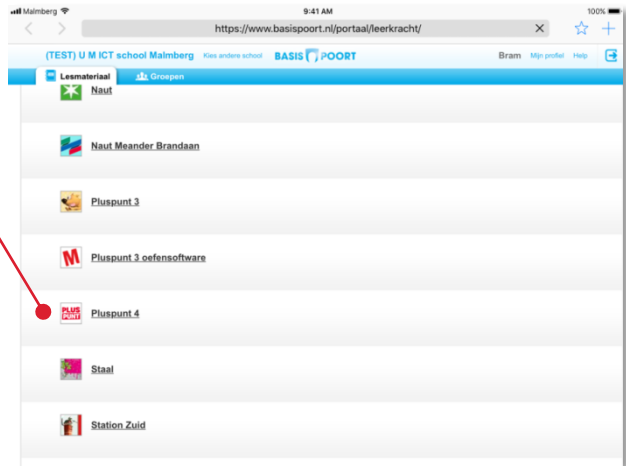 Malmberg 9:41 AM 100%
https://www.basispoort.nl/portaal/leerkracht/
(TEST) U M ICT school Malmberg Kies andere school BASIS POORT Bram Mijn profiel Help
Lesmateriaal Groepen
Naut
Naut Meander Brandaan
Pluspunt 3
M Pluspunt 3 oefensoftware
PLUS PUNT Pluspunt 4
Staal
Station Zuid